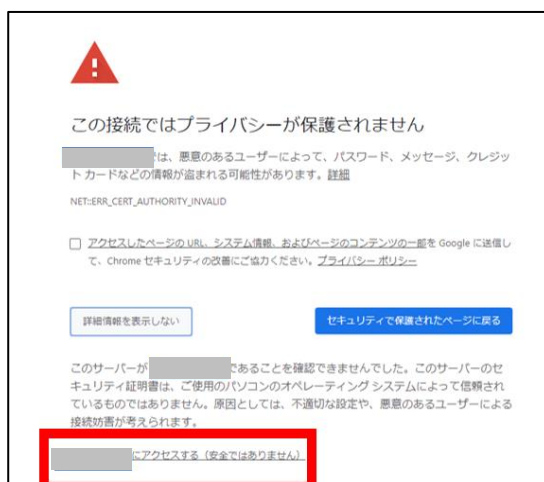 この接続ではプライバシーが保護されません
では、悪意のあるユーザーによって、パスワード、メッセージ、クレジッ
ト カードなどの情報が盗まれる可能性があります。詳細
NET::ERR_CERT_AUTHORITY_INVALID
アクセスしたページの URL、システム情報、およびページのコンテンツの一部を Google に送信し
て、Chrome セキュリティの改善にご協力ください。プライバシー ポリシー
詳細情報を表示しない
セキュリティで保護されたページに戻る
このサーバーが であることを確認できませんでした。このサーバーのセ
キュリティ証明書は、ご使用のパソコンのオペレーティング システムによって信頼され
ているものではありません。原因としては、不適切な設定や、悪意のあるユーザーによる
接続妨害が考えられます。
にアクセスする（安全ではありません）